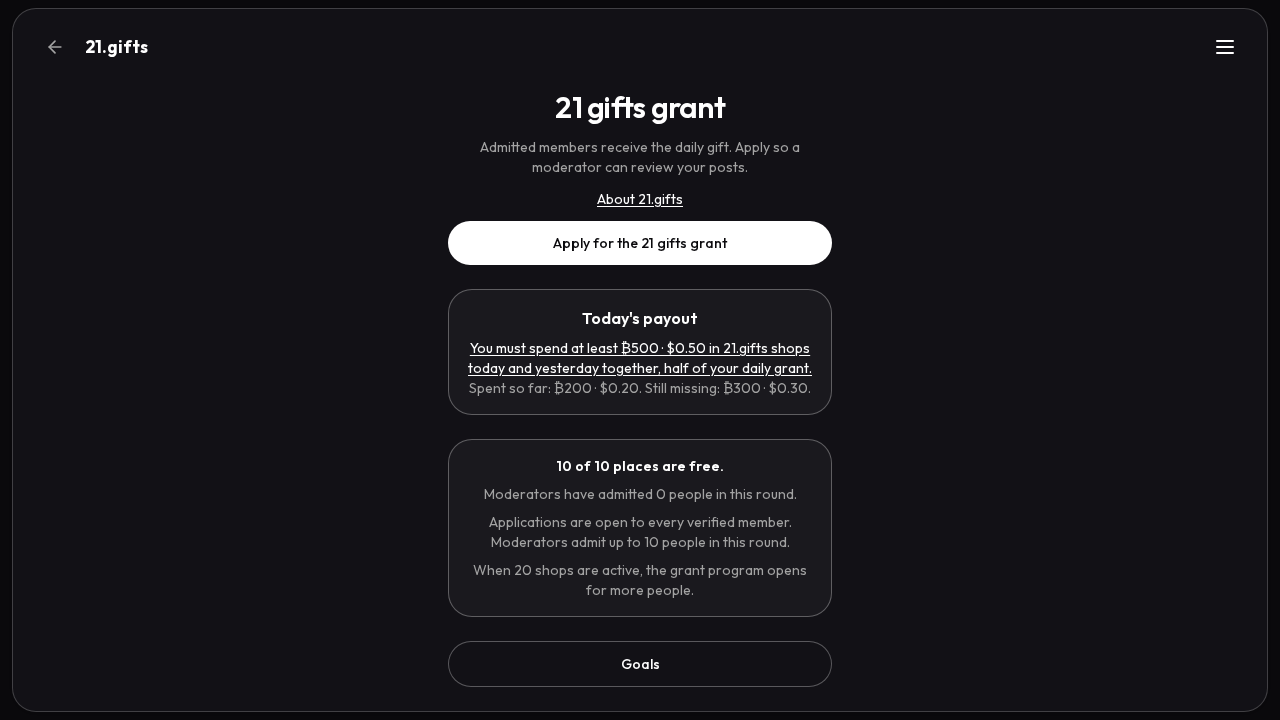 21.gifts
21 gifts grant
Admitted members receive the daily gift. Apply so a
moderator can review your posts.
About 21.gifts
Apply for the 21 gifts grant
Today's payout
You must spend at least ₿500 · $0.50 in 21.gifts shops
today and yesterday together, half of your daily grant.
Spent so far: ₿200 · $0.20. Still missing: ₿300 · $0.30.
10 of 10 places are free.
Moderators have admitted 0 people in this round.
Applications are open to every verified member.
Moderators admit up to 10 people in this round.
When 20 shops are active, the grant program opens
for more people.
Goals